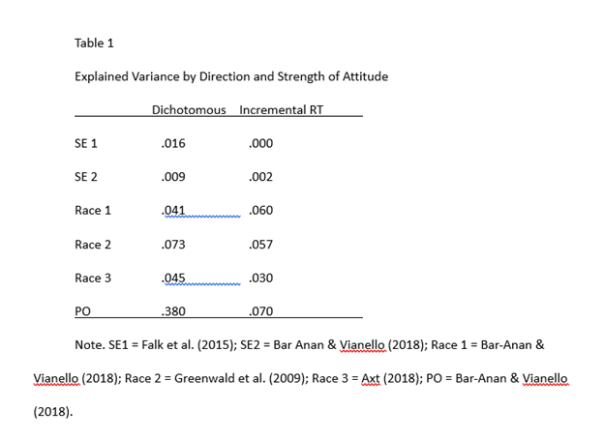 Table 1
Explained Variance by Direction and Strength of Attitude
Dichotomous Incremental RT
SE 1 .016 .000
SE 2 .009 .002
Race 1 .041 .060
Race 2 .073 .057
Race 3 .045 .030
PO .380 .070
Note. SE1 = Falk et al. (2015); SE2 = Bar Anan & Vianello (2018); Race 1 = Bar-Anan &
Vianello (2018); Race 2 = Greenwald et al. (2009); Race 3 = Axt (2018); PO = Bar-Anan & Vianello
(2018).